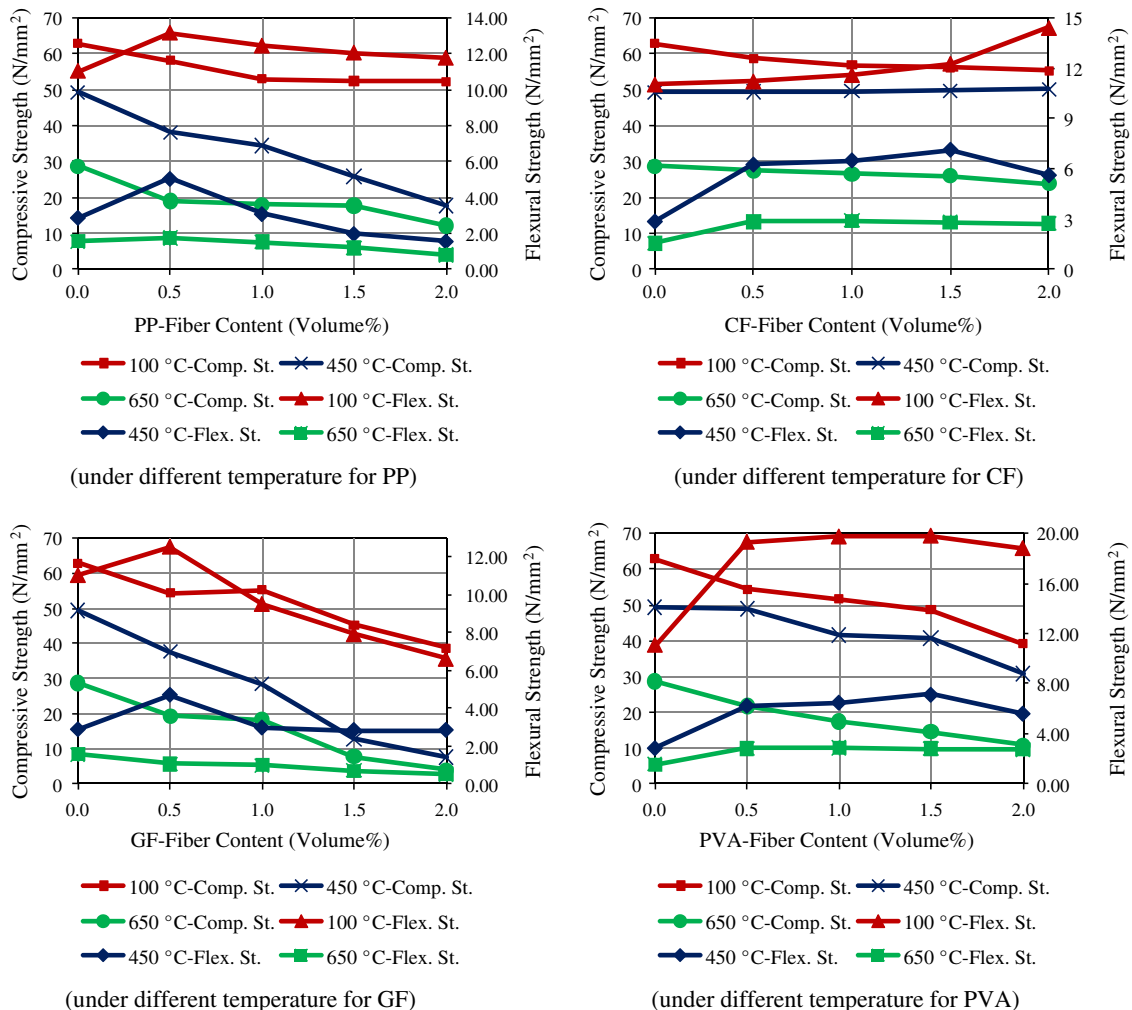 Compressive Strength (N/mm²)
70
60
50
40
30
20
10
0
14.00
12.00
10.00
8.00
6.00
4.00
2.00
0.00
Flexural Strength (N/mm²)
0.0 0.5 1.0 1.5 2.0
PP-Fiber Content (Volume%)
100 °C-Comp. St. 450 °C-Comp. St.
650 °C-Comp. St. 100 °C-Flex. St.
450 °C-Flex. St. 650 °C-Flex. St.
(under different temperature for PP)
Compressive Strength (N/mm²)
70
60
50
40
30
20
10
0
15
12
9
6
3
0
Flexural Strength (N/mm²)
0.0 0.5 1.0 1.5 2.0
CF-Fiber Content (Volume%)
100 °C-Comp. St. 450 °C-Comp. St.
650 °C-Comp. St. 100 °C-Flex. St.
450 °C-Flex. St. 650 °C-Flex. St.
(under different temperature for CF)
Compressive Strength (N/mm²)
70
60
50
40
30
20
10
0
12.00
10.00
8.00
6.00
4.00
2.00
0.00
Flexural Strength (N/mm²)
0.0 0.5 1.0 1.5 2.0
GF-Fiber Content (Volume%)
100 °C-Comp. St. 450 °C-Comp. St.
650 °C-Comp. St. 100 °C-Flex. St.
450 °C-Flex. St. 650 °C-Flex. St.
(under different temperature for GF)
Compressive Strength (N/mm²)
70
60
50
40
30
20
10
0
20.00
16.00
12.00
8.00
4.00
0.00
Flexural Strength (N/mm²)
0.0 0.5 1.0 1.5 2.0
PVA-Fiber Content (Volume%)
100 °C-Comp. St. 450 °C-Comp. St.
650 °C-Comp. St. 100 °C-Flex. St.
450 °C-Flex. St. 650 °C-Flex. St.
(under different temperature for PVA)